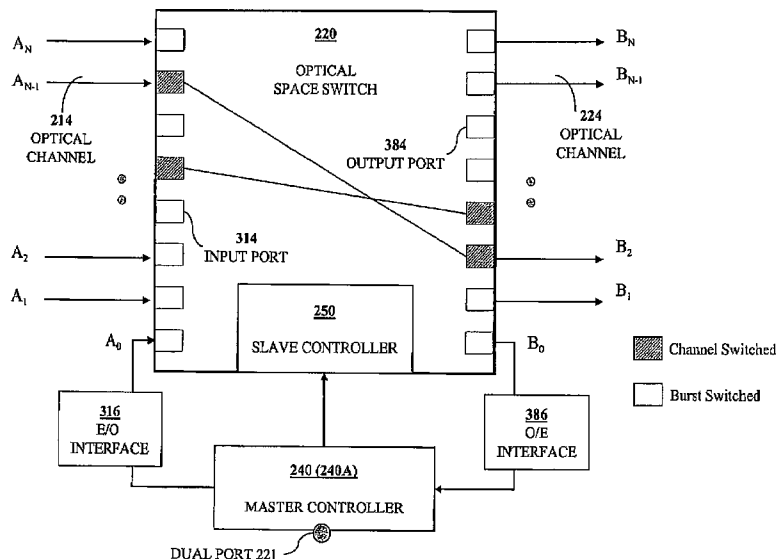 A_N
220
B_N
A_N-1
OPTICAL
SPACE SWITCH
B_N-1
214
OPTICAL
CHANNEL
384
OUTPUT PORT
224
OPTICAL
CHANNEL
314
INPUT PORT
A_2
B_2
A_1
250
SLAVE CONTROLLER
B_1
A_0
B_0
Channel Switched
Burst Switched
316
E/O
INTERFACE
386
O/E
INTERFACE
240 (240A)
MASTER CONTROLLER
DUAL PORT 221